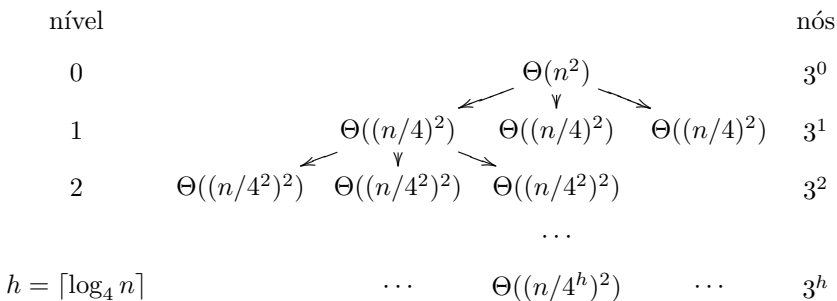 nível nós
0 Θ(n²) 3⁰
1 Θ((n/4)²) Θ((n/4)²) Θ((n/4)²) 3¹
2 Θ((n/4²)²) Θ((n/4²)²) Θ((n/4²)²) 3²
⋯
h = ⌈log₄ n⌉ ⋯ Θ((n/4ʰ)²) ⋯ 3ʰ